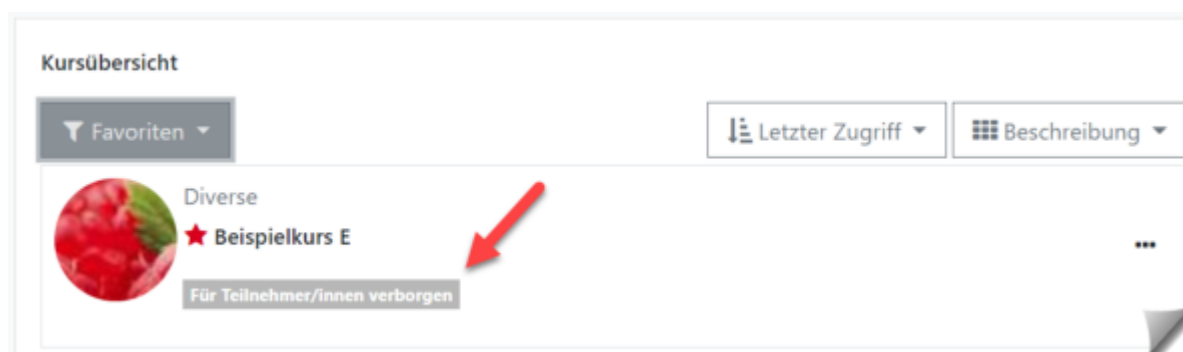 Kursübersicht
Favoriten
Letzter Zugriff
Beschreibung
Diverse
Beispielkurs E
Für Teilnehmer/innen verborgen